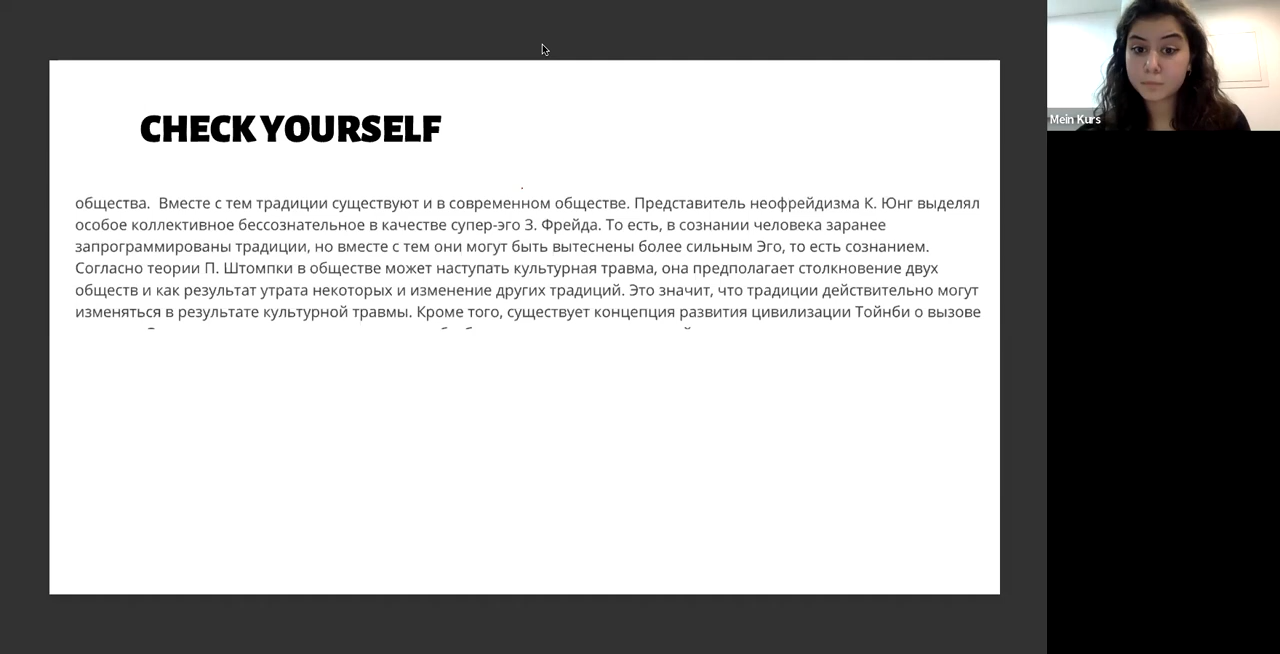 CHECK YOURSELF
общества. Вместе с тем традиции существуют и в современном обществе. Представитель неофрейдизма К. Юнг выделял
особое коллективное бессознательное в качестве супер-эго З. Фрейда. То есть, в сознании человека заранее
запрограммированы традиции, но вместе с тем они могут быть вытеснены более сильным Эго, то есть сознанием.
Согласно теории П. Штомпки в обществе может наступать культурная травма, она предполагает столкновение двух
обществ и как результат утрата некоторых и изменение других традиций. Это значит, что традиции действительно могут
изменяться в результате культурной травмы. Кроме того, существует концепция развития цивилизации Тойнби о вызове
Mein Kurs